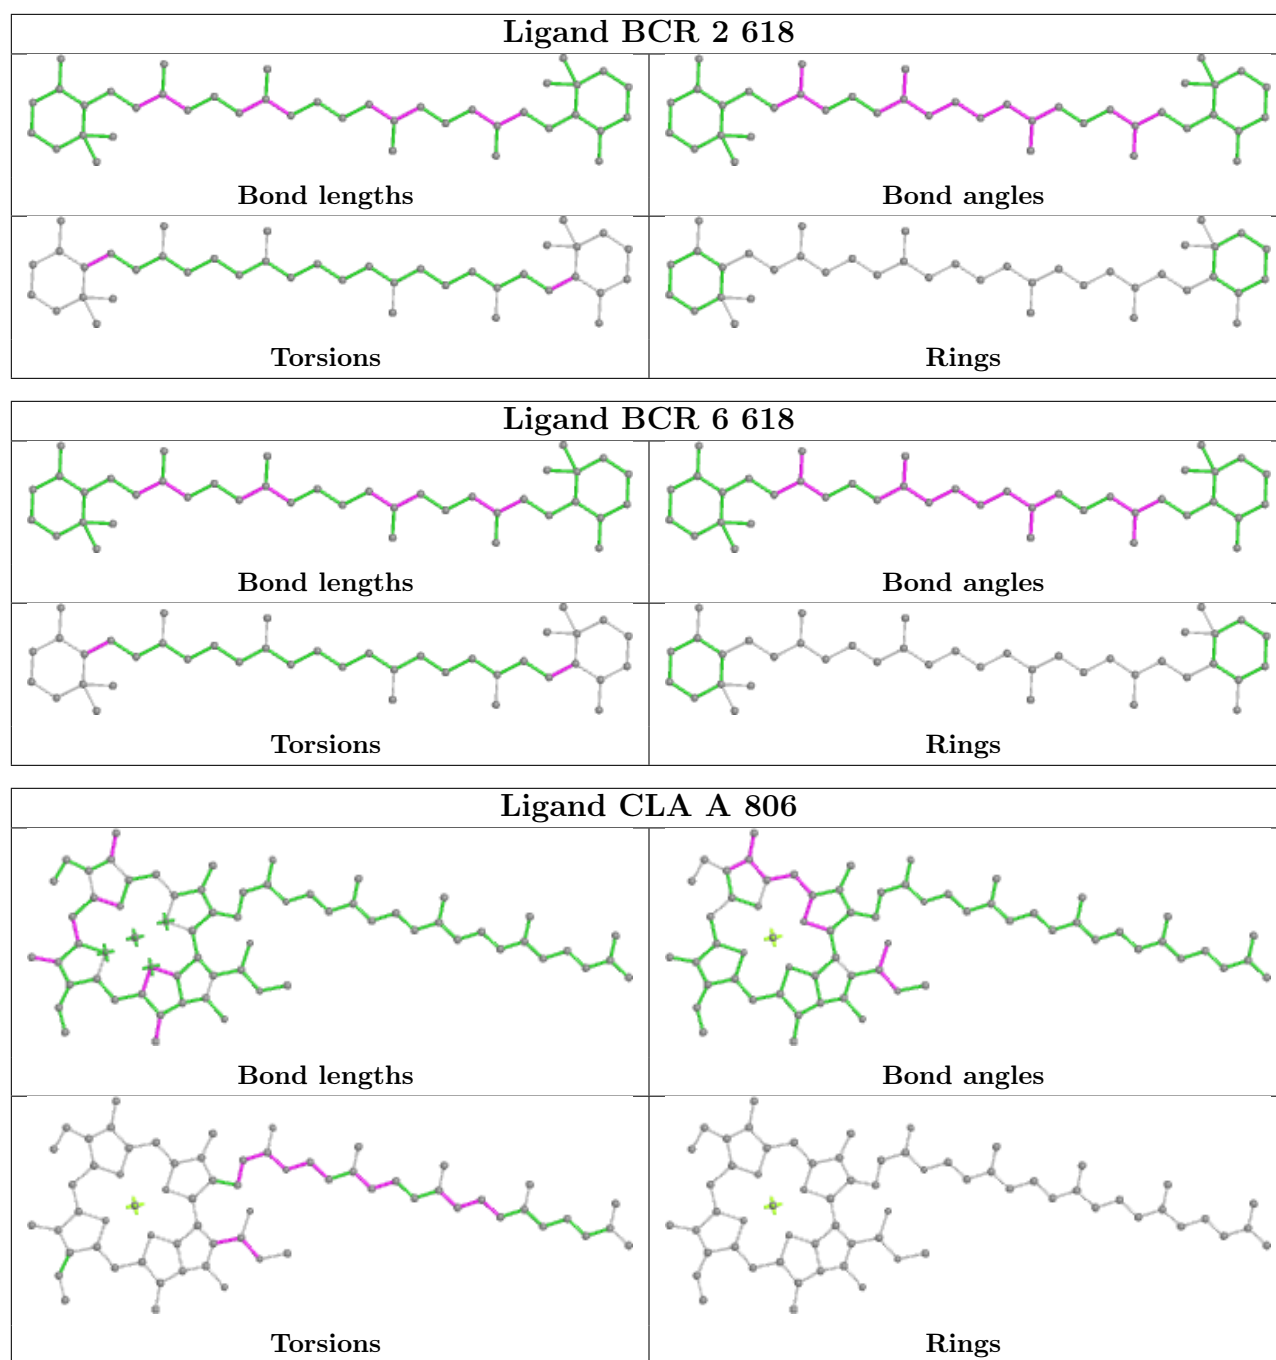 Ligand BCR 2 618
Bond lengths
Bond angles
Torsions
Rings
Ligand BCR 6 618
Bond lengths
Bond angles
Torsions
Rings
Ligand CLA A 806
Bond lengths
Bond angles
Torsions
Rings